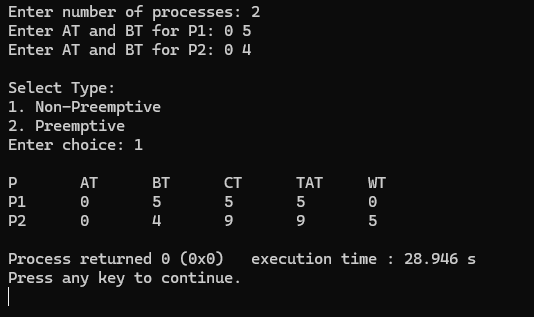 Enter number of processes: 2
Enter AT and BT for P1: 0 5
Enter AT and BT for P2: 0 4
Select Type:
1. Non-Preemptive
2. Preemptive
Enter choice: 1
P AT BT CT TAT WT
P1 0 5 5 5 0
P2 0 4 9 9 5
Process returned 0 (0x0) execution time : 28.946 s
Press any key to continue.